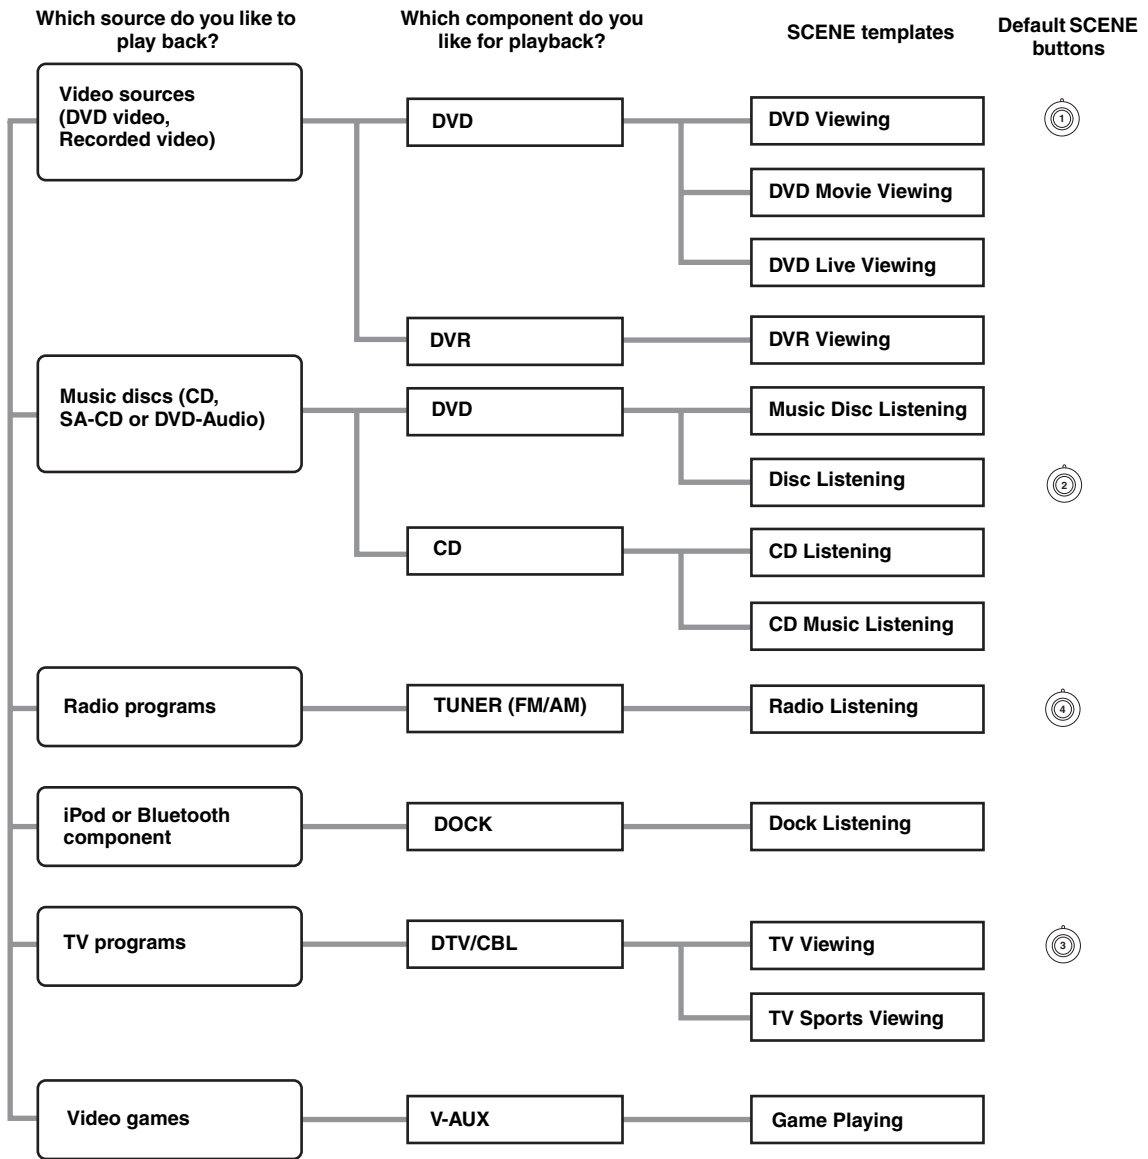 Which source do you like to
play back?
Which component do you
like for playback?
SCENE templates
Default SCENE
buttons
Video sources
(DVD video,
Recorded video)
DVD
DVD Viewing
1
DVD Movie Viewing
DVD Live Viewing
DVR
DVR Viewing
Music discs (CD,
SA-CD or DVD-Audio)
DVD
Music Disc Listening
Disc Listening
2
CD
CD Listening
CD Music Listening
Radio programs
TUNER (FM/AM)
Radio Listening
4
iPod or Bluetooth
component
DOCK
Dock Listening
TV programs
DTV/CBL
TV Viewing
3
TV Sports Viewing
Video games
V-AUX
Game Playing